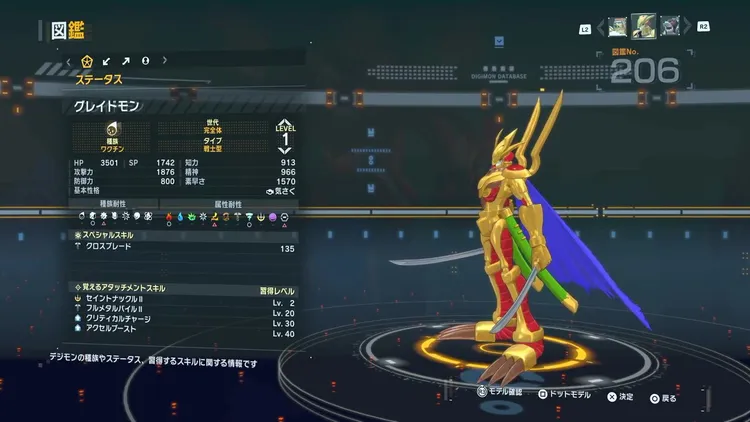 図鑑
L2
R2
図鑑No.
206
DIGIMON DATABASE
ステータス
グレイドモン
種族
ワクチン
世代
完全体
タイプ
戦士型
LEVEL
1
HP 3501 SP 1742 知力 913
攻撃力 1876 精神 966
防御力 800 素早さ 1570
基本性格 気さく
種族耐性 属性耐性
スペシャルスキル
クロスブレード 135
覚えるアタッチメントスキル 習得レベル
セイントナックルⅡ Lv. 2
フルメタルパイルⅡ Lv. 20
クリティカルチャージ Lv. 30
アクセルブースト Lv. 40
デジモンの種族やステータス、習得するスキルに関する情報です
モデル確認 ドットモデル 決定 戻る